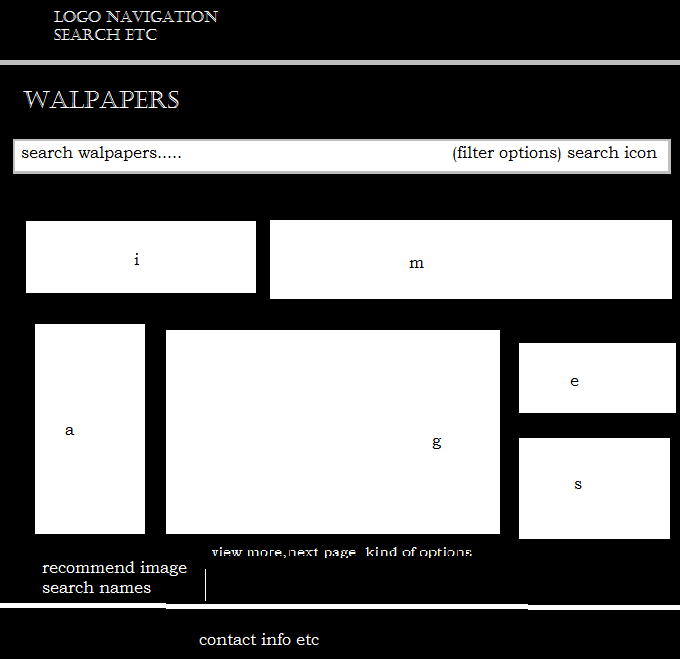 LOGO NAVIGATION
SEARCH ETC
WALPAPERS
search walpapers..... (filter options) search icon
i
m
a
g
e
s
view more,next page kind of options
recommend image
search names
contact info etc